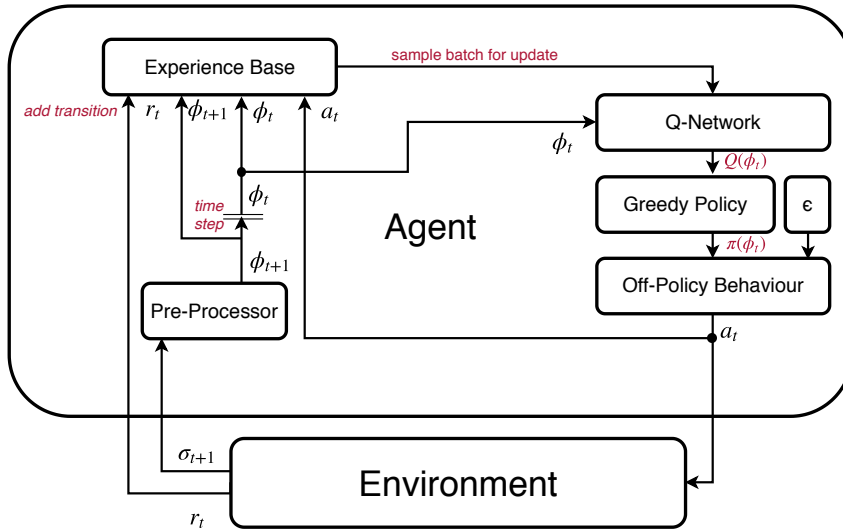 Experience Base
sample batch for update
add transition
r_t
ϕ_{t+1}
ϕ_t
a_t
Q-Network
ϕ_t
Q(ϕ_t)
time
step
ϕ_t
Greedy Policy
ϵ
Agent
π(ϕ_t)
ϕ_{t+1}
Off-Policy Behaviour
Pre-Processor
a_t
σ_{t+1}
Environment
r_t